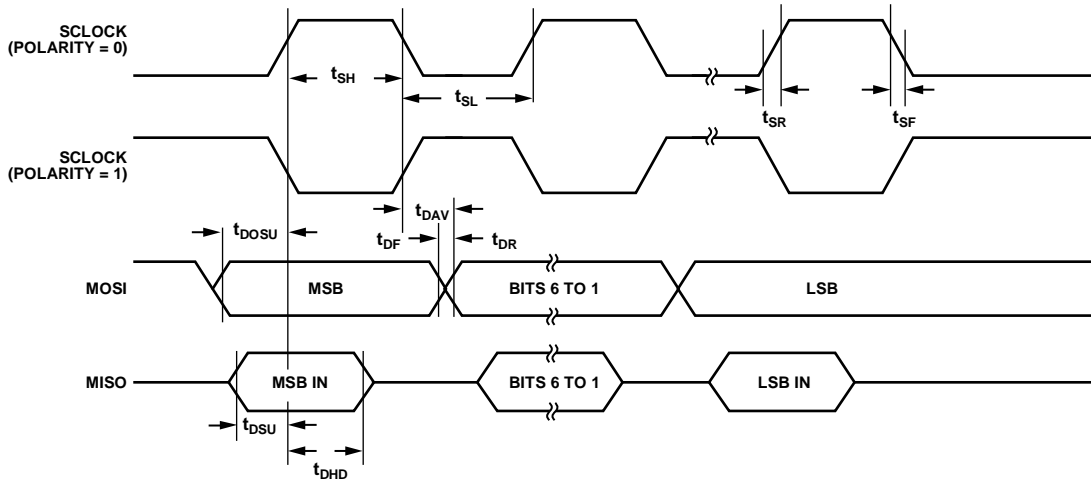 SCLOCK
(POLARITY = 0)
tSH
tSL
tSR
tSF
SCLOCK
(POLARITY = 1)
tDAV
tDOSU
tDF
tDR
MOSI
MSB
BITS 6 TO 1
LSB
MISO
MSB IN
BITS 6 TO 1
LSB IN
tDSU
tDHD